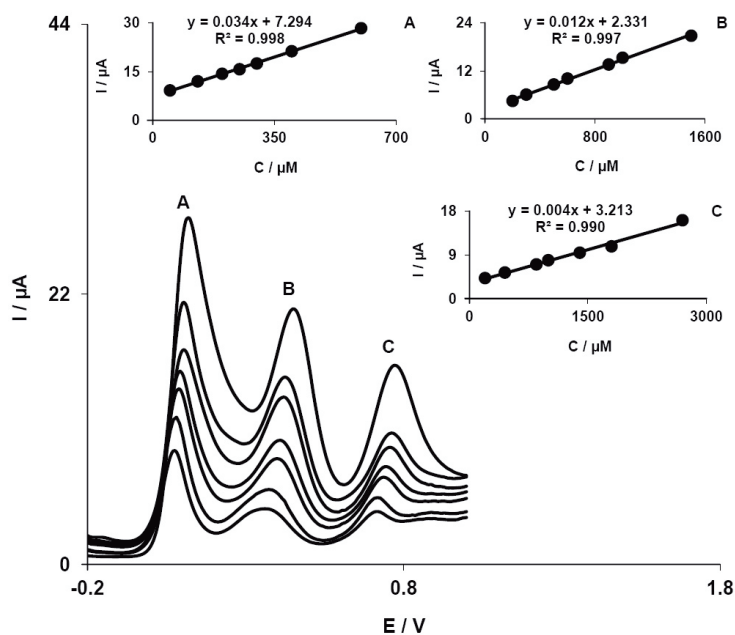 44
22
0
-0.2
0.8
1.8
I / µA
E / V
A
B
C
y = 0.034x + 7.294
R² = 0.998
A
30
15
0
0
350
700
I / µA
C / µM
y = 0.012x + 2.331
R² = 0.997
B
24
12
0
0
800
1600
I / µA
C / µM
y = 0.004x + 3.213
R² = 0.990
C
18
9
0
0
1500
3000
I / µA
C / µM